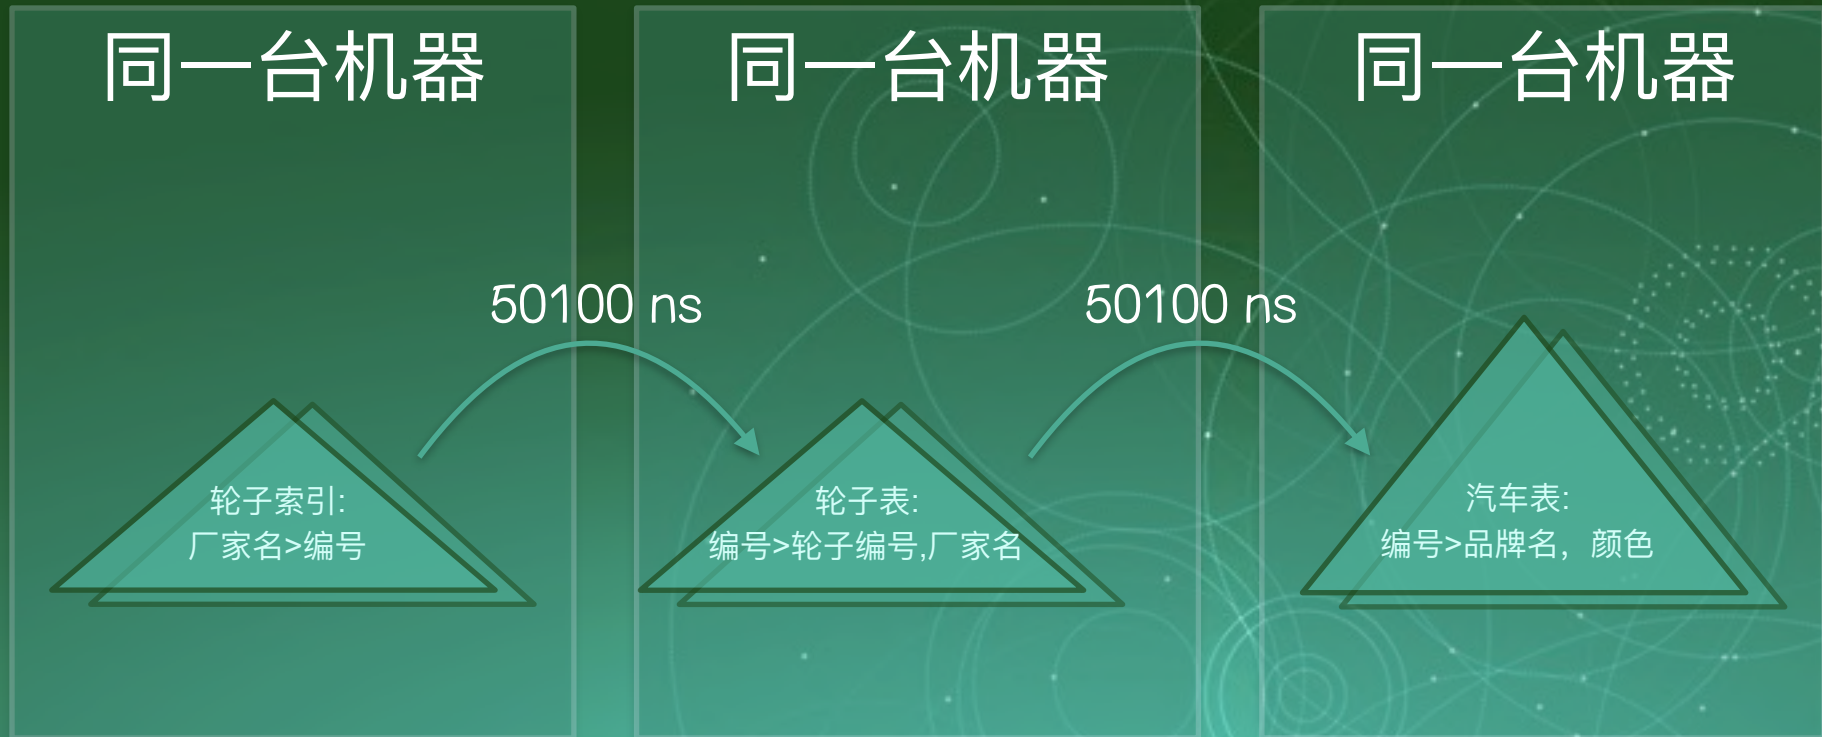 同一台机器
同一台机器
同一台机器
50100 ns
50100 ns
轮子索引:
厂家名>编号
轮子表:
编号>轮子编号,厂家名
汽车表:
编号>品牌名，颜色